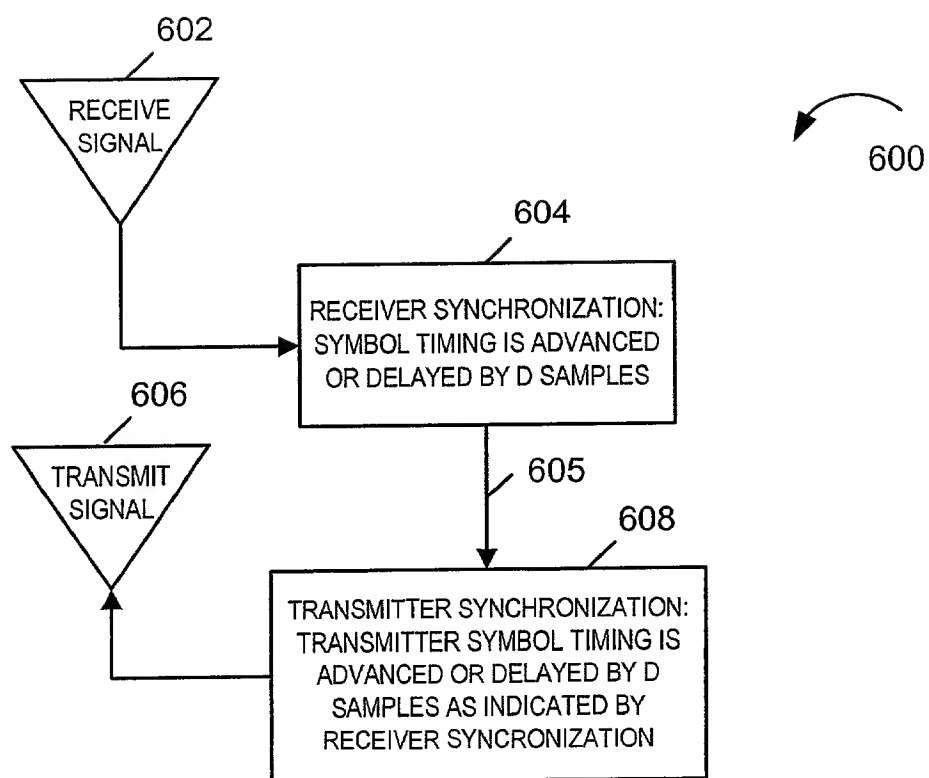 602
RECEIVE
SIGNAL
600
604
RECEIVER SYNCHRONIZATION:
SYMBOL TIMING IS ADVANCED
OR DELAYED BY D SAMPLES
606
TRANSMIT
SIGNAL
605
608
TRANSMITTER SYNCHRONIZATION:
TRANSMITTER SYMBOL TIMING IS
ADVANCED OR DELAYED BY D
SAMPLES AS INDICATED BY
RECEIVER SYNCRONIZATION